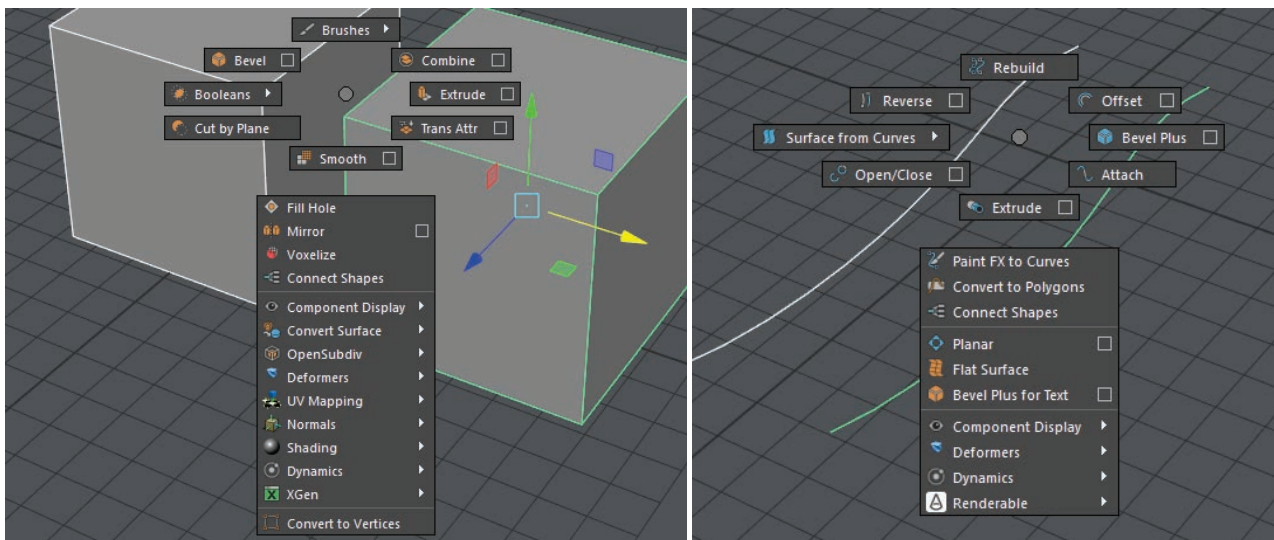 Brushes
Bevel
Combine
Booleans
Extrude
Cut by Plane
Trans Attr
Smooth
Fill Hole
Mirror
Voxelize
Connect Shapes
Component Display
Convert Surface
OpenSubdiv
Deformers
UV Mapping
Normals
Shading
Dynamics
XGen
Convert to Vertices
Rebuild
Reverse
Offset
Surface from Curves
Bevel Plus
Open/Close
Attach
Extrude
Paint FX to Curves
Convert to Polygons
Connect Shapes
Planar
Flat Surface
Bevel Plus for Text
Component Display
Deformers
Dynamics
Renderable